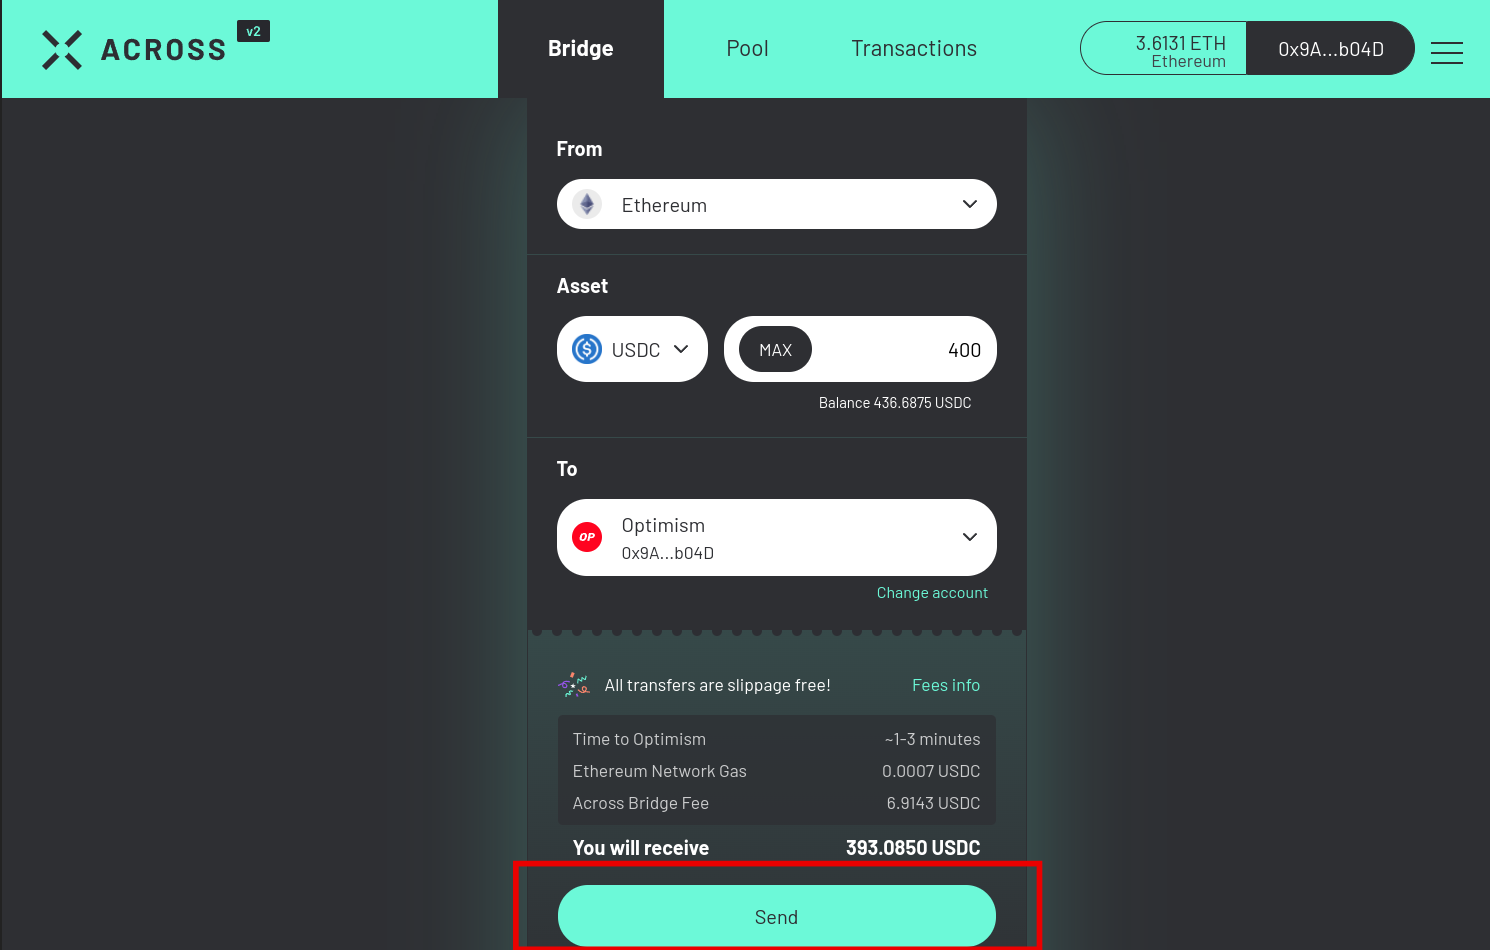 ACROSS v2
Bridge
Pool
Transactions
3.6131 ETH
Ethereum
0x9A...b04D
From
Ethereum
Asset
USDC
MAX
400
Balance 436.6875 USDC
To
OP
Optimism
0x9A...b04D
Change account
All transfers are slippage free!
Fees info
Time to Optimism ~1-3 minutes
Ethereum Network Gas 0.0007 USDC
Across Bridge Fee 6.9143 USDC
You will receive 393.0850 USDC
Send